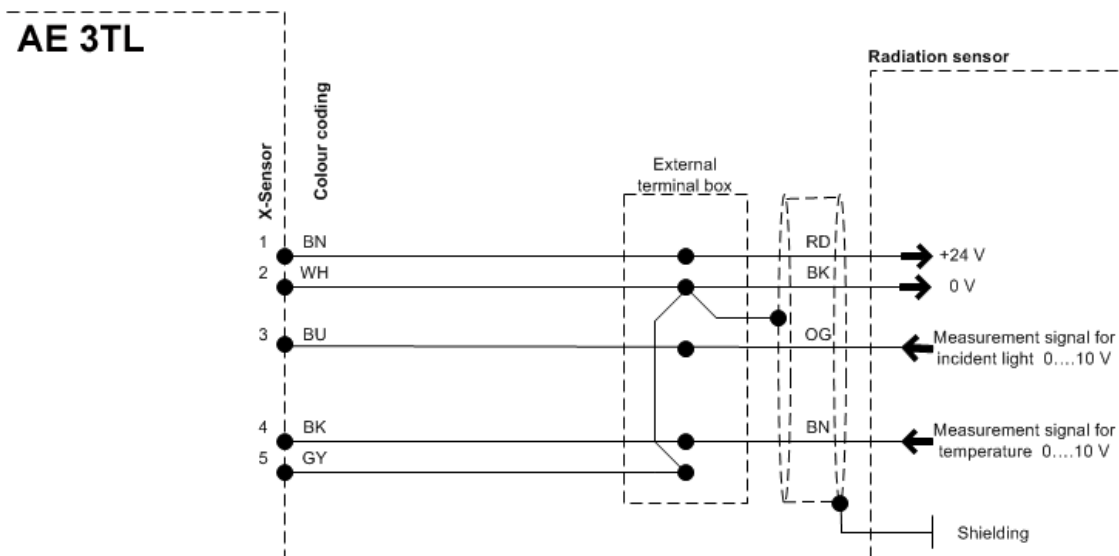 AE 3TL
Radiation sensor
X-Sensor
Colour coding
External
terminal box
1 BN RD +24 V
2 WH BK 0 V
3 BU OG Measurement signal for
incident light 0....10 V
4 BK BN Measurement signal for
temperature 0....10 V
5 GY
Shielding